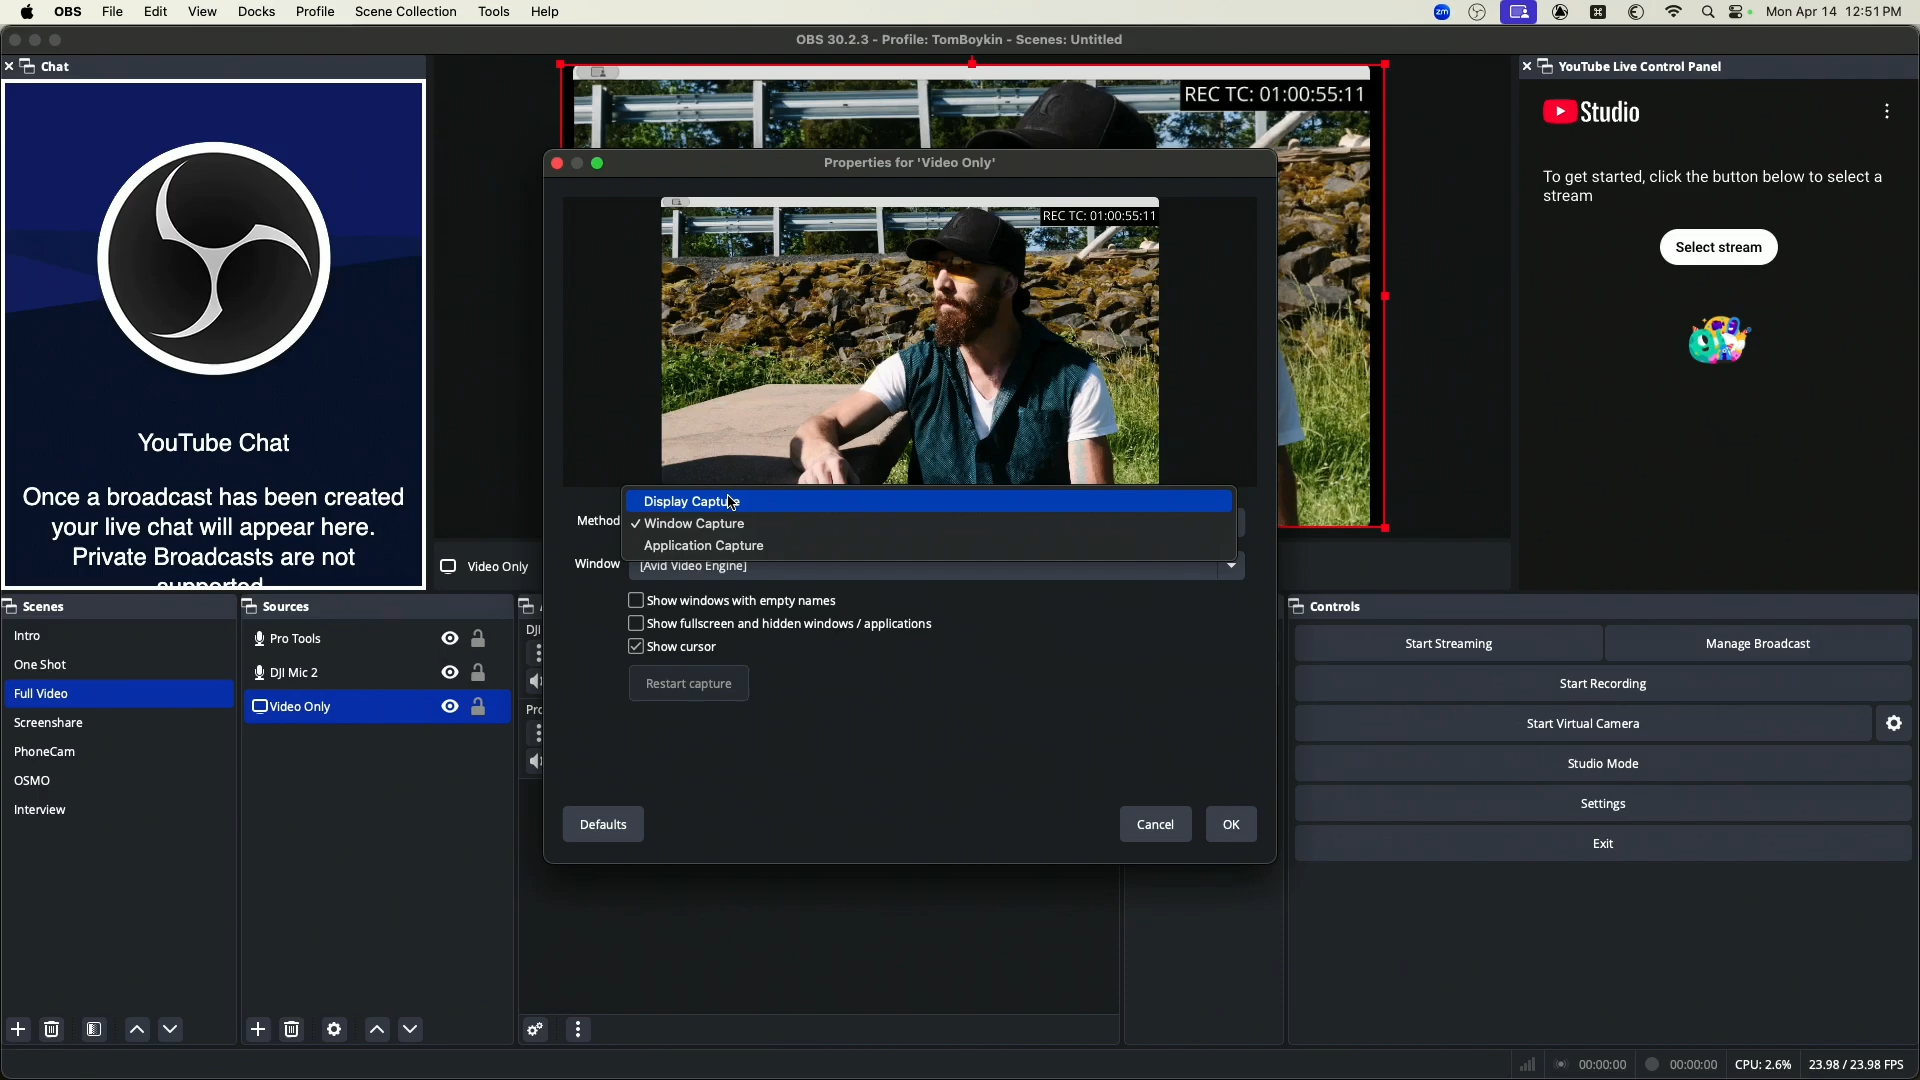 OBS File Edit View Docks Profile Scene Collection Tools Help
zm
Mon Apr 14 12:51 PM
OBS 30.2.3 - Profile: TomBoykin - Scenes: Untitled
Chat
YouTube Chat
Once a broadcast has been created
your live chat will appear here.
Private Broadcasts are not
supported
REC TC: 01:00:55:11
Properties for 'Video Only'
REC TC: 01:00:55:11
Display Capture
Method
✓ Window Capture
Application Capture
Window
[Avid Video Engine]
Show windows with empty names
Show fullscreen and hidden windows / applications
Show cursor
Restart capture
Defaults
Cancel
OK
YouTube Live Control Panel
Studio
To get started, click the button below to select a
stream
Select stream
Video Only
Scenes
Intro
One Shot
Full Video
Screenshare
PhoneCam
OSMO
Interview
Sources
Pro Tools
DJI Mic 2
Video Only
DJI
Pro
Controls
Start Streaming
Manage Broadcast
Start Recording
Start Virtual Camera
Studio Mode
Settings
Exit
00:00:00
00:00:00
CPU: 2.6%
23.98 / 23.98 FPS